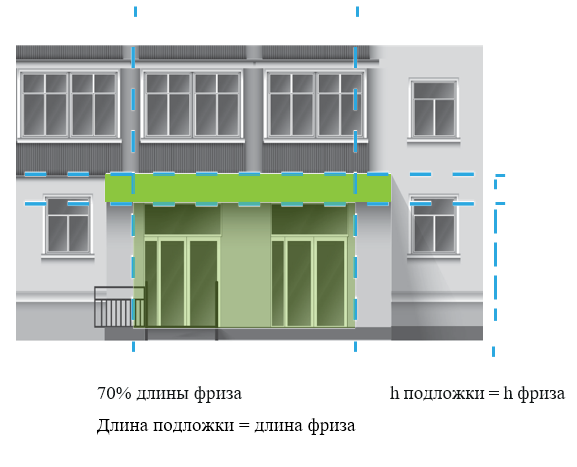 70% длины фриза
h подложки = h фриза
Длина подложки = длина фриза